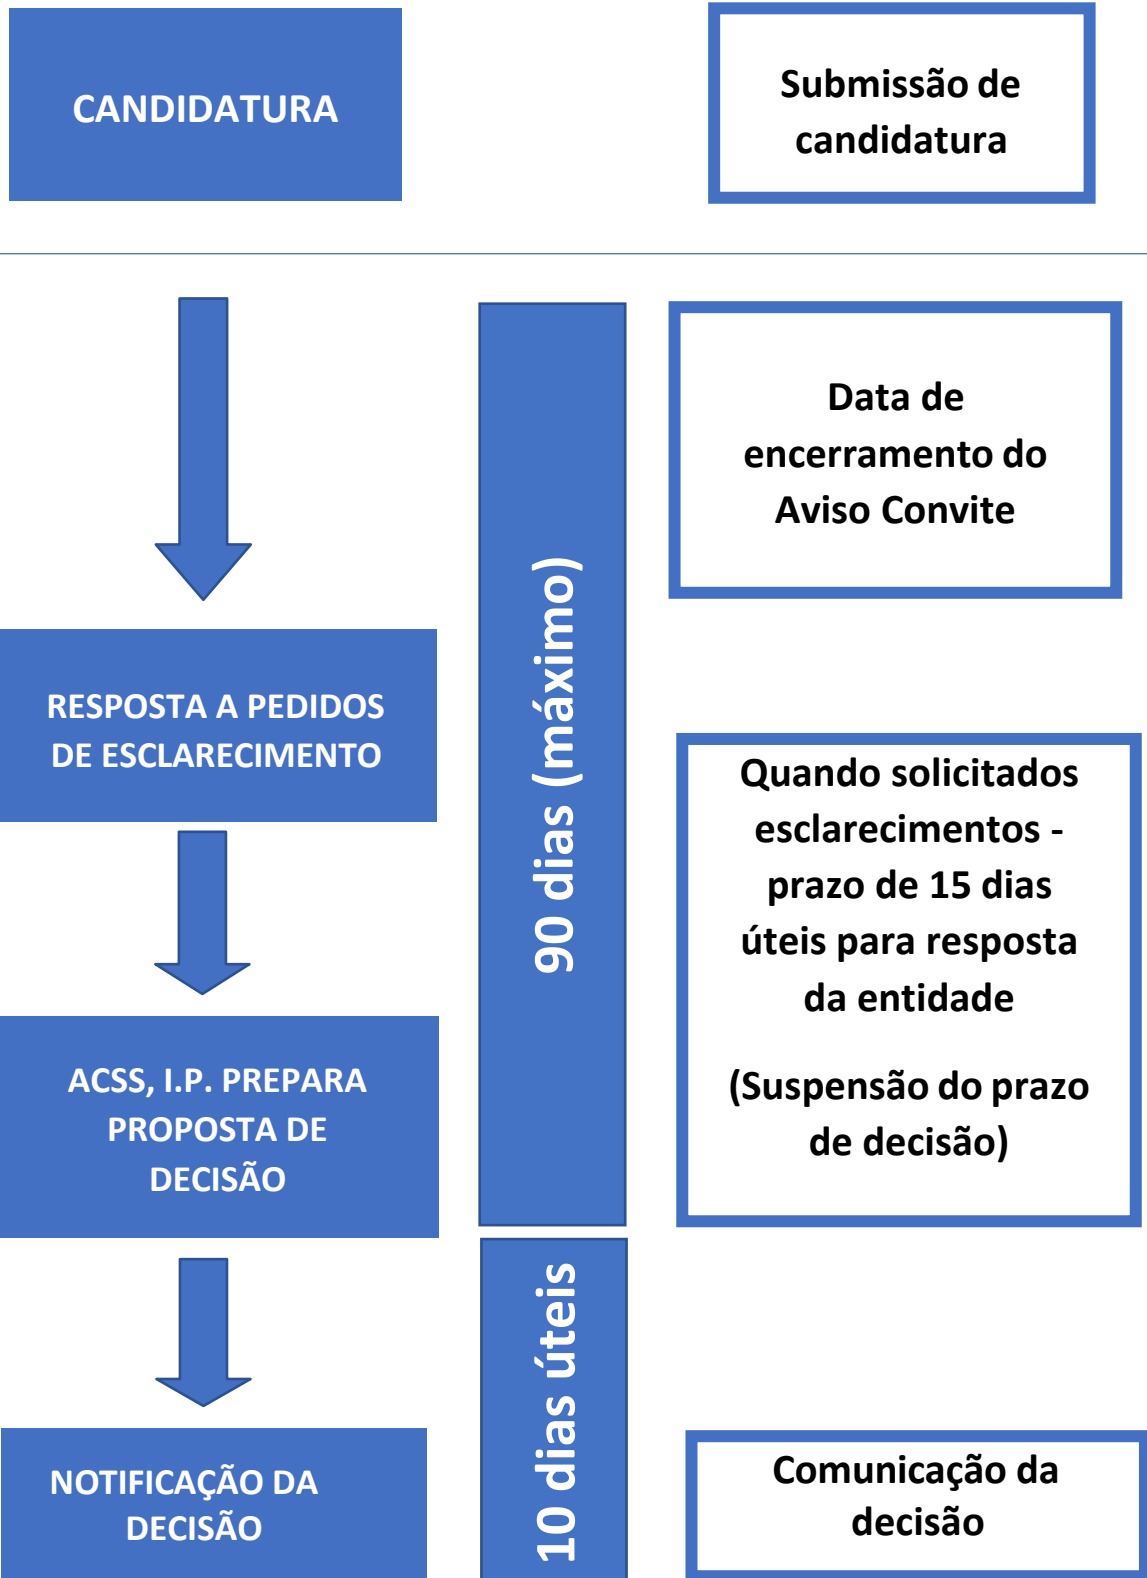 CANDIDATURA
Submissão de
candidatura
Data de
encerramento do
Aviso Convite
90 dias (máximo)
RESPOSTA A PEDIDOS
DE ESCLARECIMENTO
Quando solicitados
esclarecimentos -
prazo de 15 dias
úteis para resposta
da entidade
(Suspensão do prazo
de decisão)
ACSS, I.P. PREPARA
PROPOSTA DE
DECISÃO
10 dias úteis
NOTIFICAÇÃO DA
DECISÃO
Comunicação da
decisão